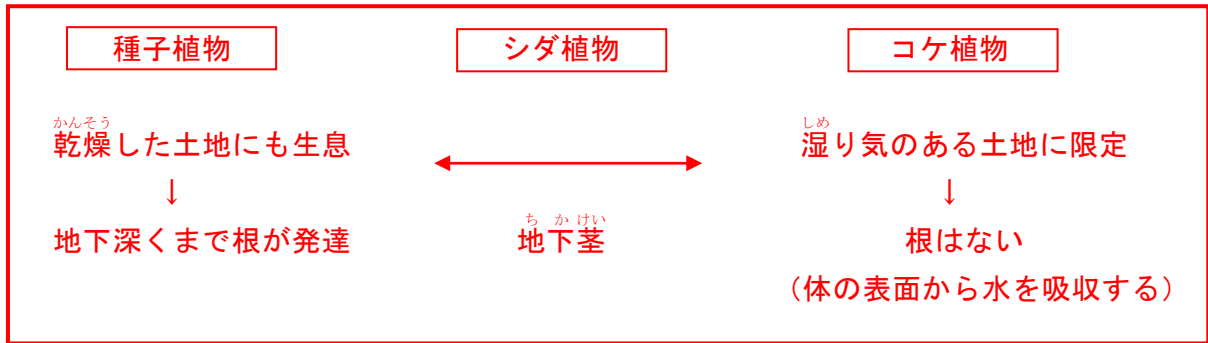 種子植物 シダ植物 コケ植物
かんそう しめ
乾燥した土地にも生息 湿り気のある土地に限定
↓ ↓
ち か けい
地下深くまで根が発達 地下茎 根はない
(体の表面から水を吸収する)